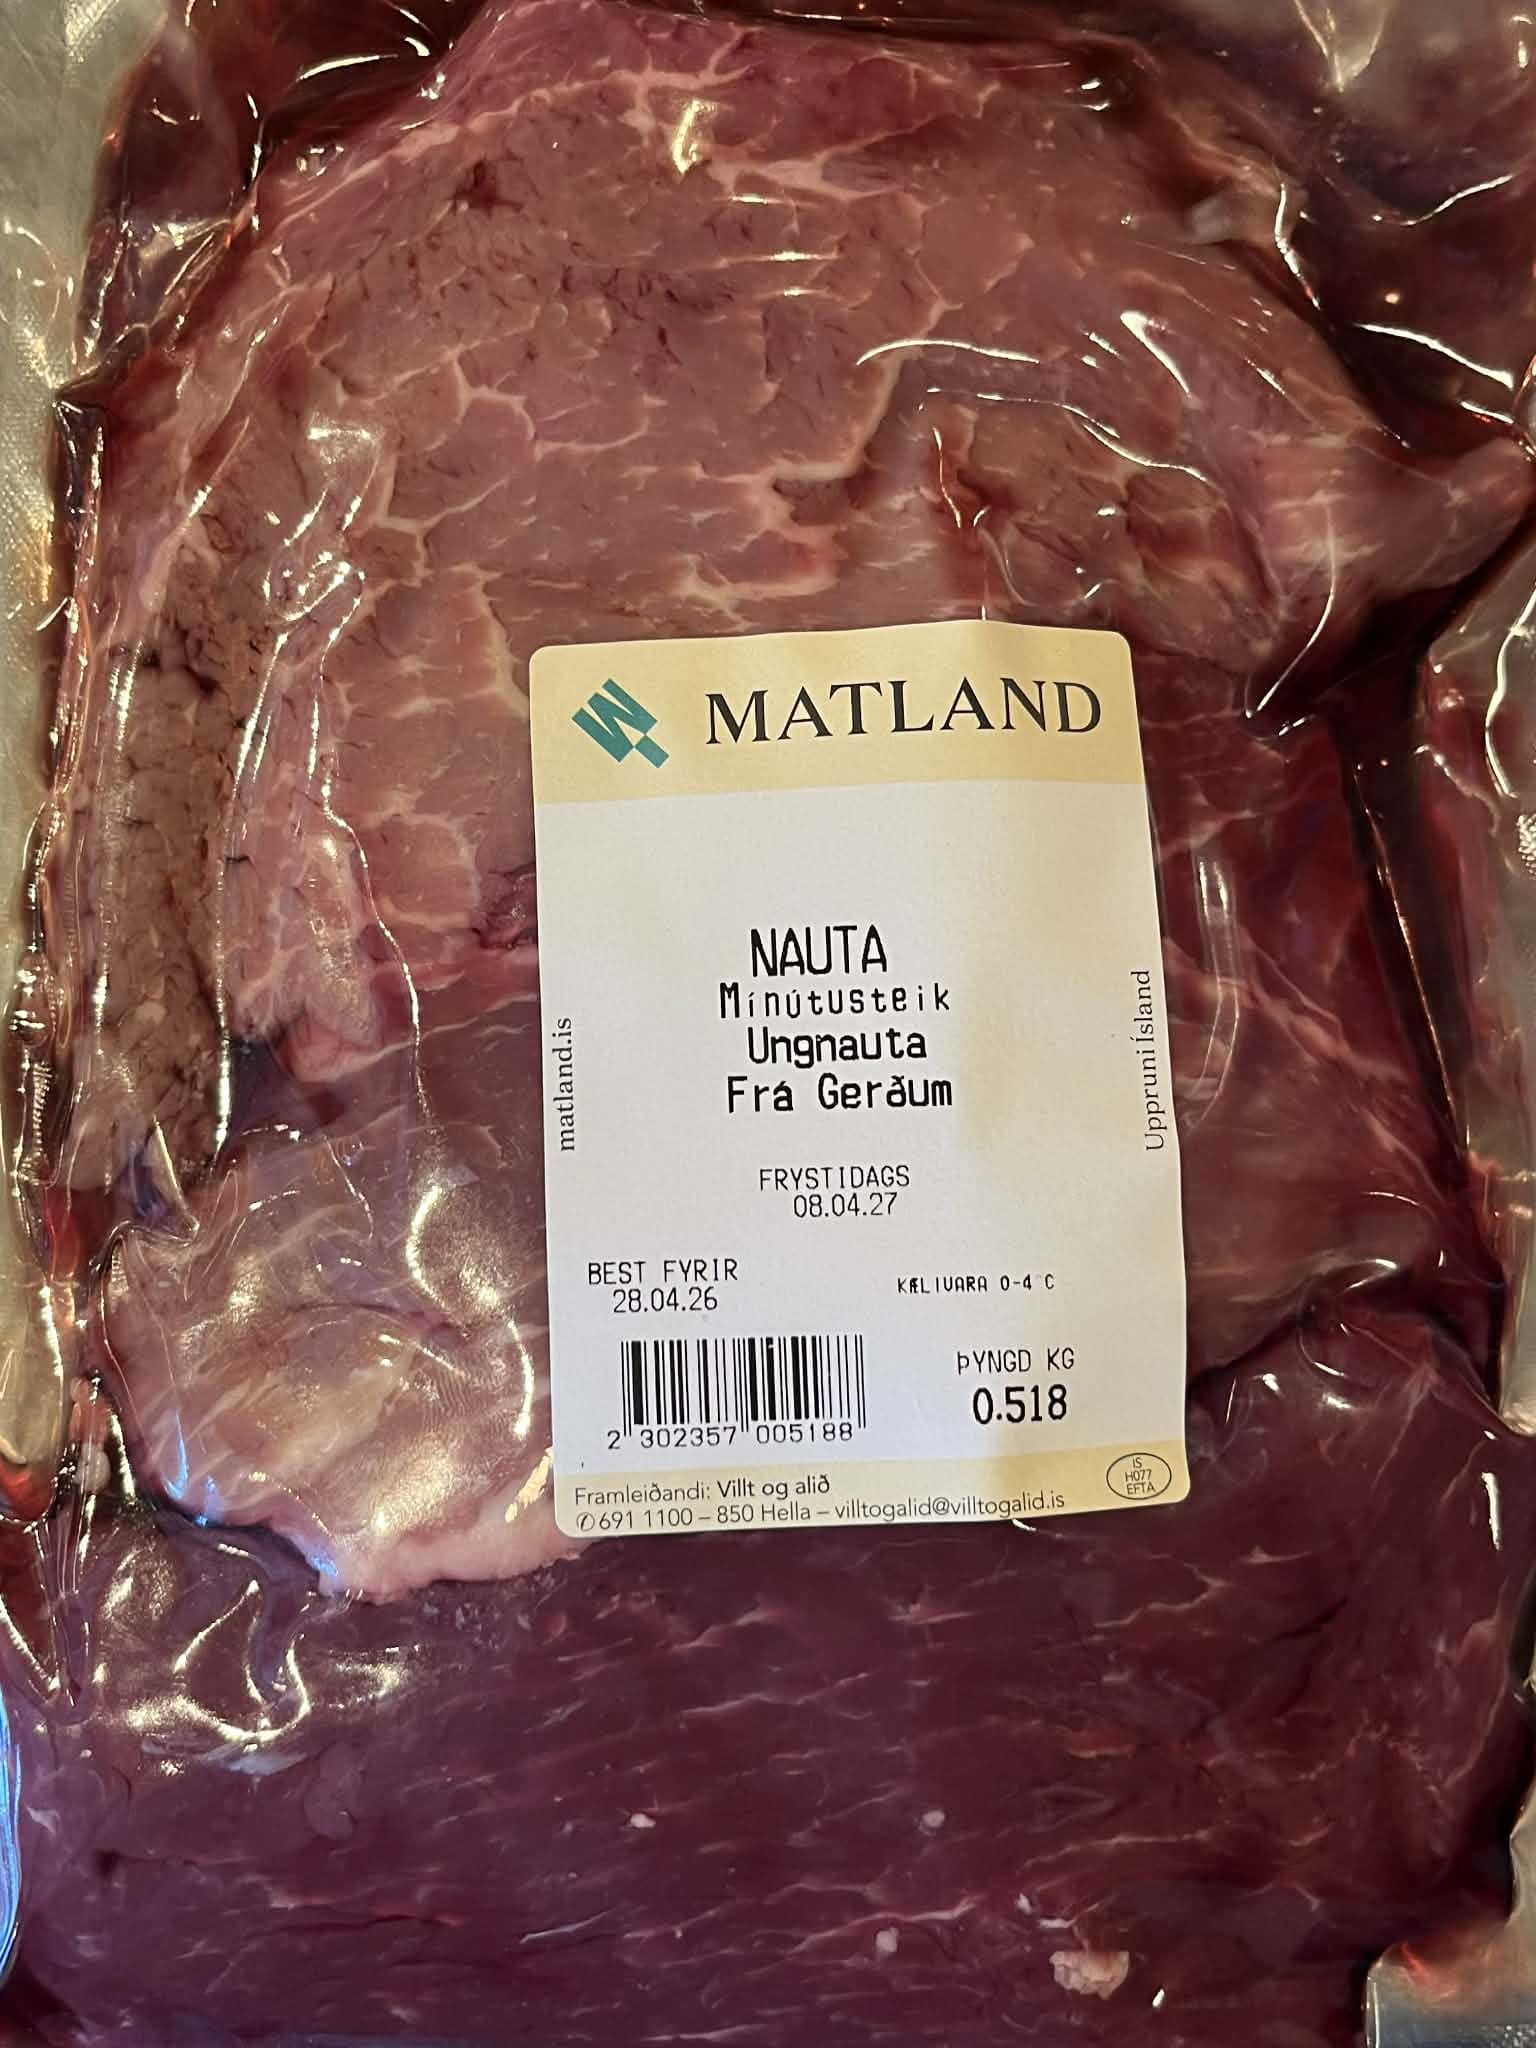 MATLAND
NAUTA
Mínútusteik
Ungnauta
Frá Gerðum
matland.is
Uppruni Ísland
FRYSTIDAGS
08.04.27
BEST FYRIR
28.04.26
KÆLIVARA 0-4°C
ÞYNGD KG
0.518
2 302357 005188
Framleiðandi: Villt og alið
✆ 691 1100 – 850 Hella – villtogalid@villtogalid.is
IS
H077
EFTA